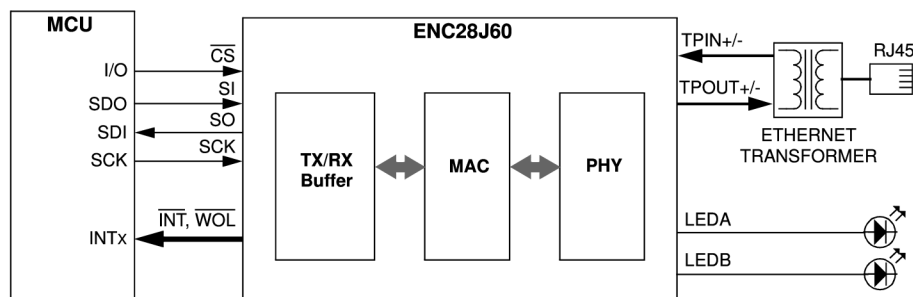 MCU
ENC28J60
I/O
SDO
SDI
SCK
INTx
CS
SI
SO
SCK
INT, WOL
TX/RX
Buffer
MAC
PHY
TPIN+/-
TPOUT+/-
RJ45
ETHERNET
TRANSFORMER
LEDA
LEDB